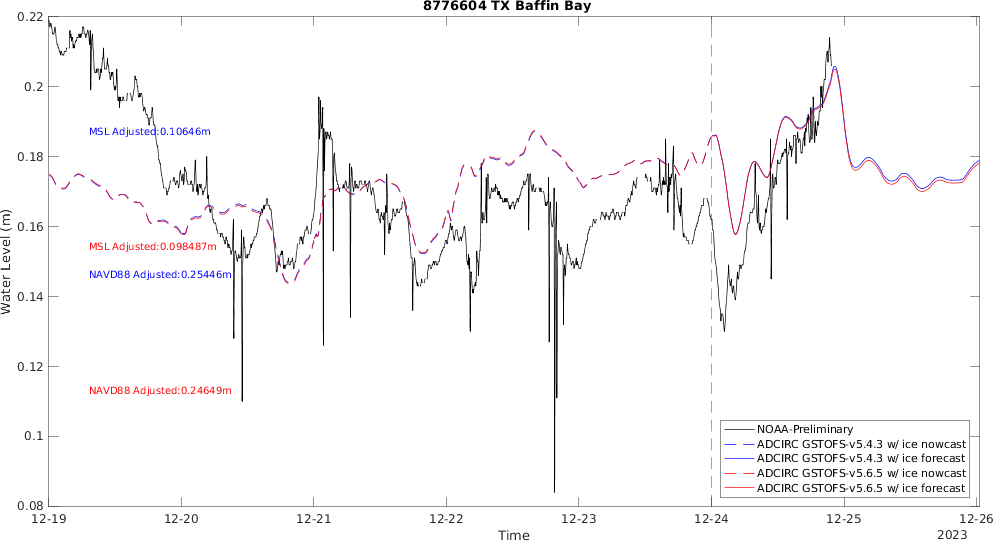 8776604 TX Baffin Bay
0.22
0.2
0.18
0.16
0.14
0.12
0.1
0.08
Water Level (m)
MSL Adjusted:0.10646m
MSL Adjusted:0.098487m
NAVD88 Adjusted:0.25446m
NAVD88 Adjusted:0.24649m
NOAA-Preliminary
ADCIRC GSTOFS-v5.4.3 w/ ice nowcast
ADCIRC GSTOFS-v5.4.3 w/ ice forecast
ADCIRC GSTOFS-v5.6.5 w/ ice nowcast
ADCIRC GSTOFS-v5.6.5 w/ ice forecast
12-19 12-20 12-21 12-22 12-23 12-24 12-25 12-26
Time
2023